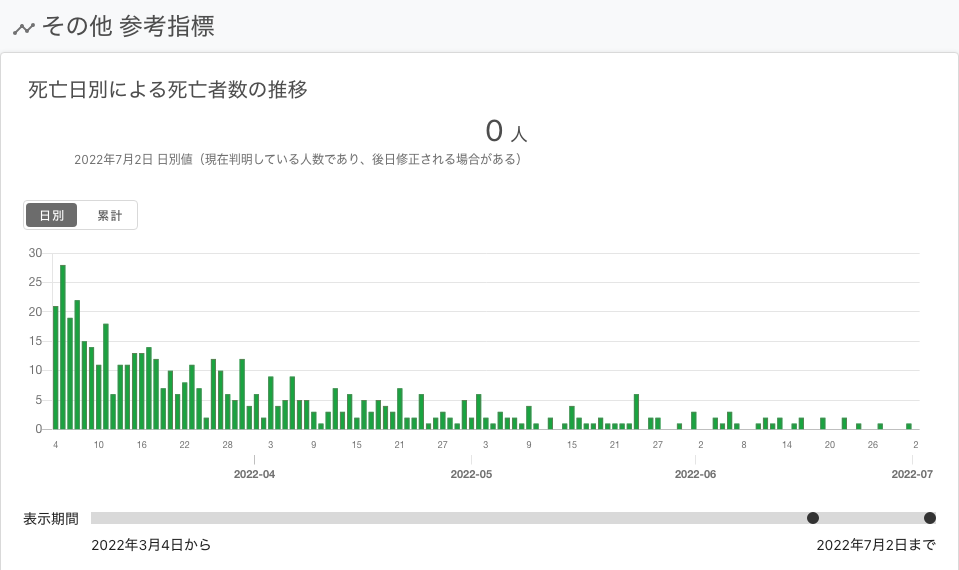 その他 参考指標
死亡日別による死亡者数の推移
0 人
2022年7月2日 日別値（現在判明している人数であり、後日修正される場合がある）
日別 累計
30
25
20
15
10
5
0
4 10 16 22 28 3 9 15 21 27 3 9 15 21 27 2 8 14 20 26 2
2022-04 2022-05 2022-06 2022-07
表示期間
2022年3月4日から 2022年7月2日まで